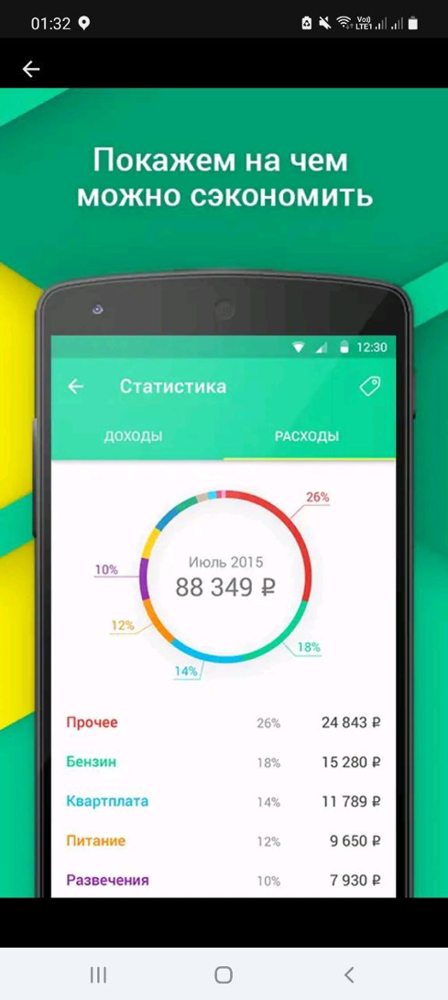 01:32
Vo))
LTE1
Покажем на чем
можно сэкономить
12:30
Статистика
ДОХОДЫ
РАСХОДЫ
26%
10%
Июль 2015
88 349 ₽
12%
18%
14%
Прочее 26% 24 843 ₽
Бензин 18% 15 280 ₽
Квартплата 14% 11 789 ₽
Питание 12% 9 650 ₽
Развечения 10% 7 930 ₽